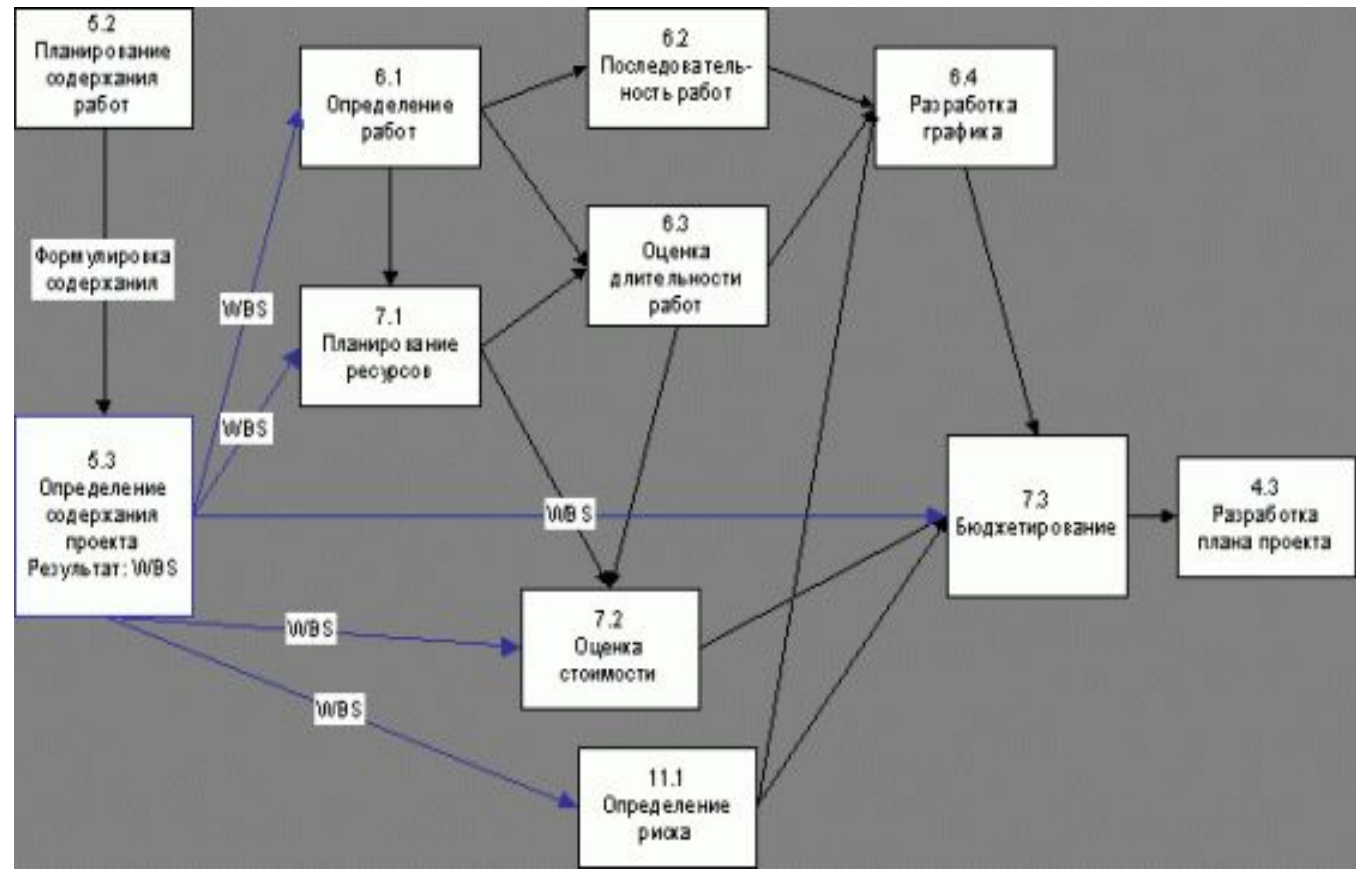 5.2
Планирование
содержания
работ
6.1
Определение
работ
6.2
Последователь-
ность работ
6.4
Разработка
графика
Формулировка
содержания
6.3
Оценка
длительности
работ
WBS
7.1
Планирование
ресурсов
WBS
5.3
Определение
содержания
проекта
Результат: WBS
WBS
7.3
Бюджетирование
4.3
Разработка
плана проекта
WBS
7.2
Оценка
стоимости
WBS
11.1
Определение
риска